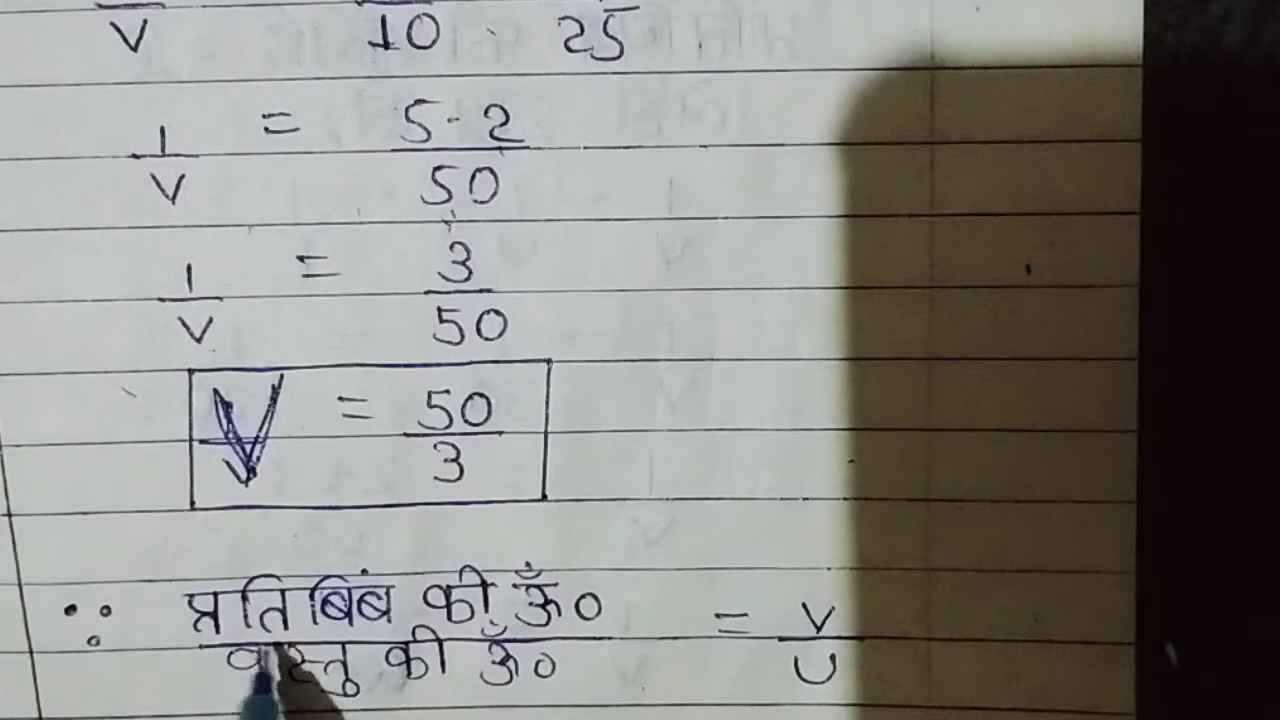 v 10 25
1/v = 5-2/50
1/v = 3/50
V = 50/3
∵ प्रतिबिंब की ऊँ० / वस्तु की ऊँ० = v/u